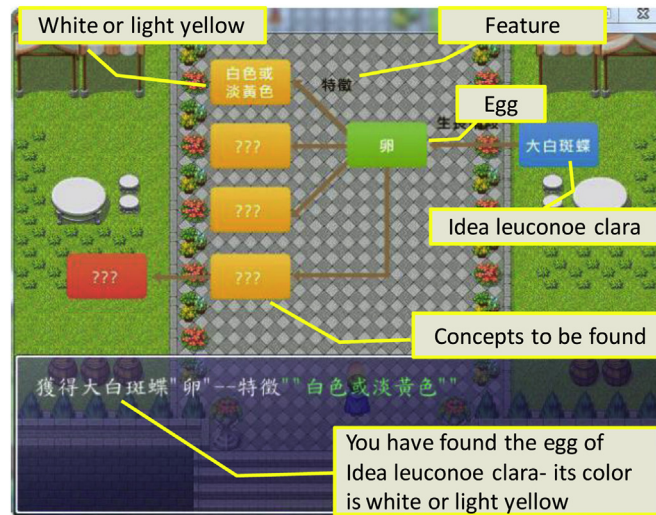 White or light yellow
Feature
白色或
淡黃色
特徵
Egg
???
卵
生長
大白斑蝶
???
Idea leuconoe clara
???
???
Concepts to be found
獲得大白斑蝶"卵"--特徵""白色或淡黃色""
You have found the egg of
Idea leuconoe clara- its color
is white or light yellow